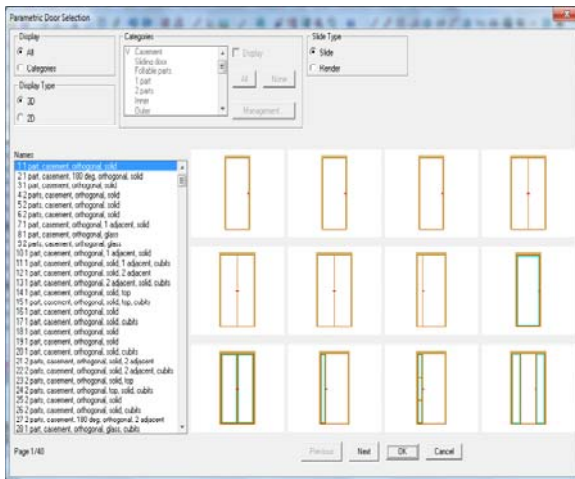 Parametric Door Selection
Display
All
Categories
Display Type
3D
2D
Categories
V Casement
Sliding door
Foldable parts
1 part
2 parts
Inner
Outer
Display
All
None
Management...
Slide Type
Slide
Render
Names
1 1 part, casement, orthogonal, solid
2 1 part, casement, 180 deg, orthogonal, solid
3 1 part, casement, orthogonal, solid
4 2 parts, casement, orthogonal, solid
5 2 parts, casement, orthogonal, solid
6 2 parts, casement, orthogonal, solid
7 1 part, casement, orthogonal, 1 adjacent, solid
8 1 part, casement, orthogonal, glass
9 2 parts, casement, orthogonal, glass
10 1 part, casement, orthogonal, 1 adjacent, solid
11 1 part, casement, orthogonal, solid, 1 adjacent, cubits
12 1 part, casement, orthogonal, solid, 2 adjacent
13 1 part, casement, orthogonal, 2 adjacent, solid, cubits
14 1 part, casement, orthogonal, solid, top
15 1 part, casement, orthogonal, solid, top, cubits
16 1 part, casement, orthogonal, solid
17 1 part, casement, orthogonal, solid, cubits
18 1 part, casement, orthogonal, solid
19 1 part, casement, orthogonal, solid
20 1 part, casement, orthogonal, solid, cubits
21 2 parts, casement, orthogonal, solid, 2 adjacent
22 2 parts, casement, orthogonal, solid, 2 adjacent, cubits
23 2 parts, casement, orthogonal, solid, top
24 2 parts, casement, orthogonal, top, solid, cubits
25 2 parts, casement, orthogonal, solid
26 2 parts, casement, orthogonal, solid, cubits
27 2 parts, casement, 180 deg, orthogonal, 2 adjacent
28 1 part, casement, orthogonal, glass, cubits
Page 1/40
Previous
Next
OK
Cancel